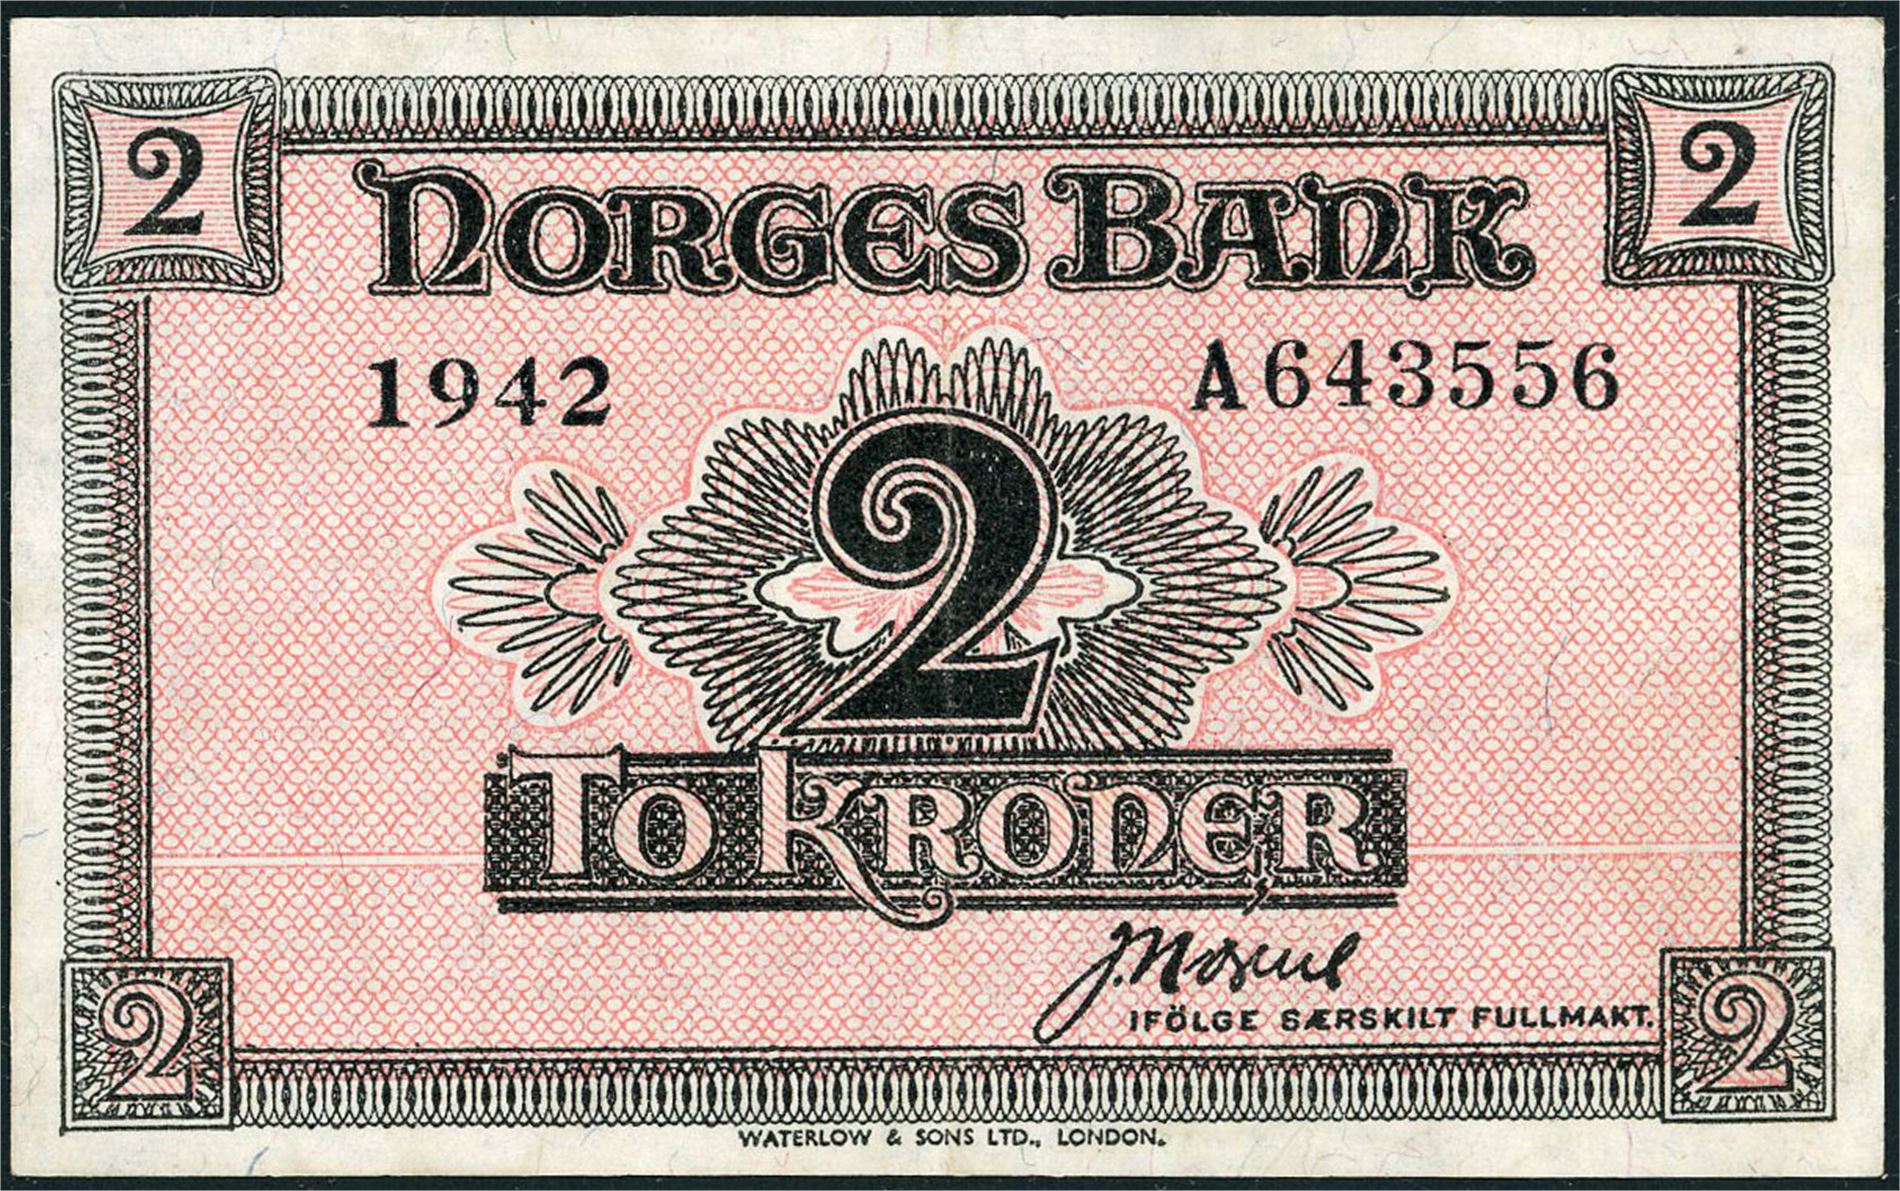 2 2
NORGES BANK
1942 A643556
2
TO KRONER
IFÖLGE SÆRSKILT FULLMAKT.
2 2
WATERLOW & SONS LTD., LONDON.